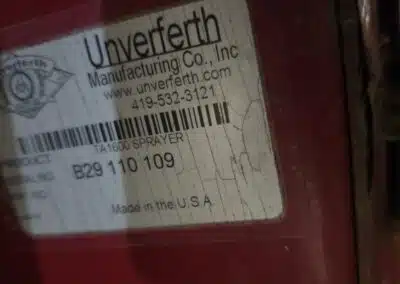 Unverferth
Manufacturing Co., Inc
www.unverferth.com
419-532-3121
TA1600 SPRAYER
B29 110 109
Made in the U.S.A.